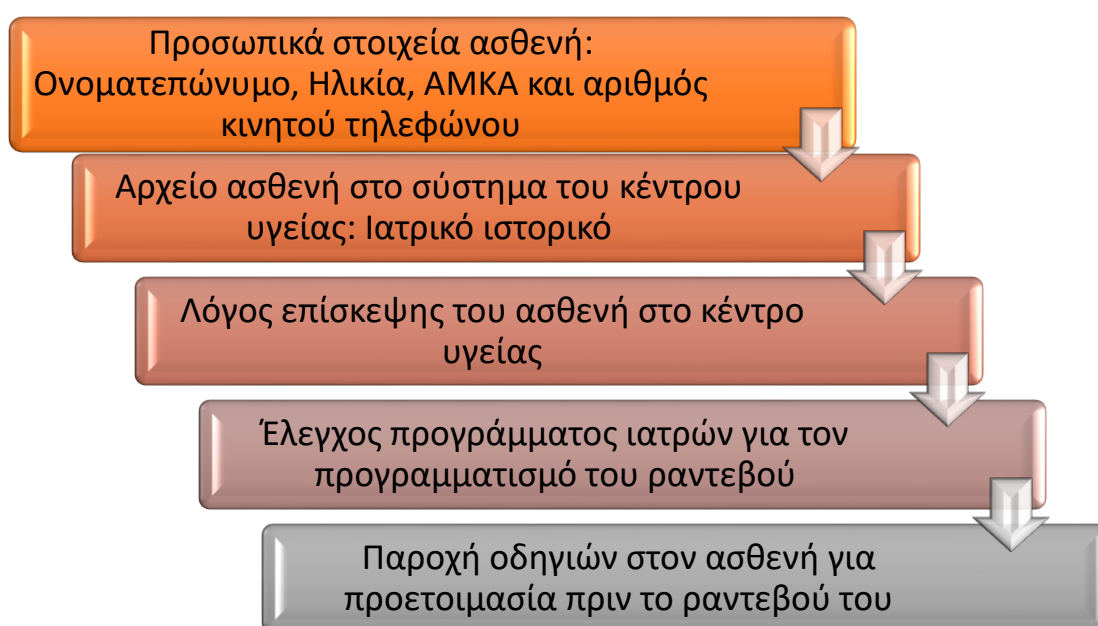 Προσωπικά στοιχεία ασθενή:
Ονοματεπώνυμο, Ηλικία, ΑΜΚΑ και αριθμός
κινητού τηλεφώνου
Αρχείο ασθενή στο σύστημα του κέντρου
υγείας: Ιατρικό ιστορικό
Λόγος επίσκεψης του ασθενή στο κέντρο
υγείας
Έλεγχος προγράμματος ιατρών για τον
προγραμματισμό του ραντεβού
Παροχή οδηγιών στον ασθενή για
προετοιμασία πριν το ραντεβού του